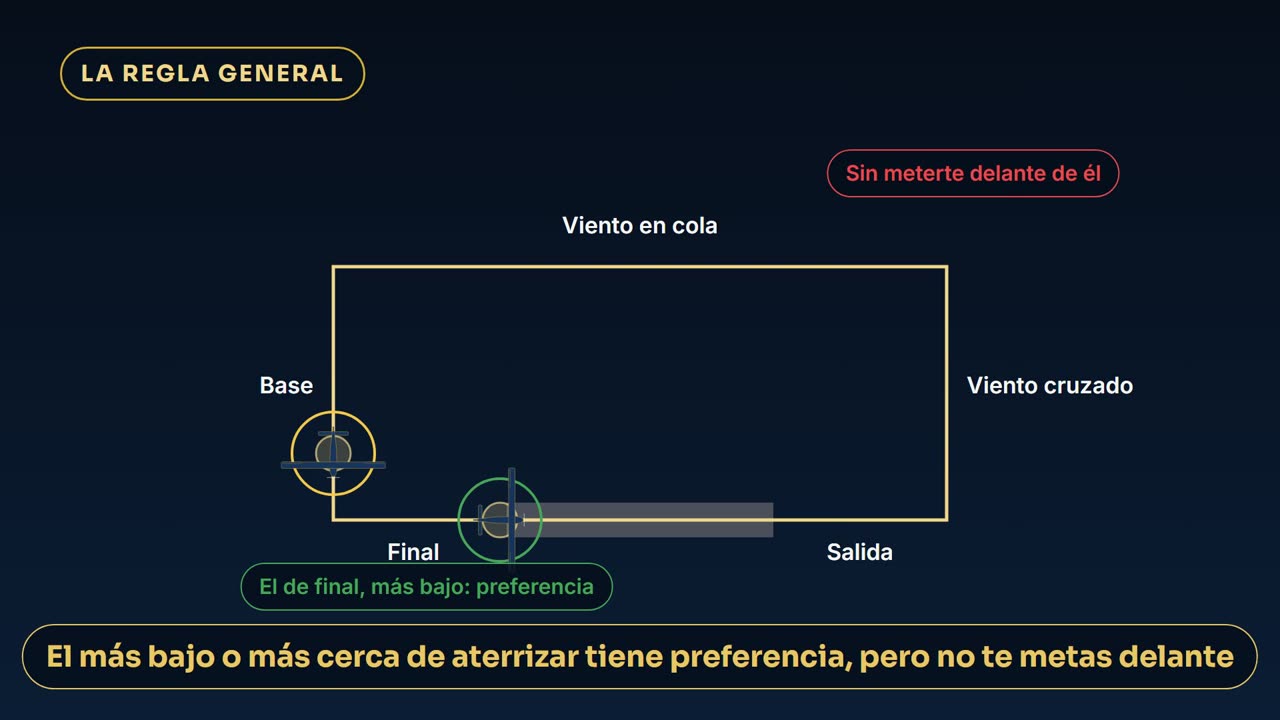 LA REGLA GENERAL
Sin meterte delante de él
Viento en cola
Base
Viento cruzado
Final
Salida
El de final, más bajo: preferencia
El más bajo o más cerca de aterrizar tiene preferencia, pero no te metas delante